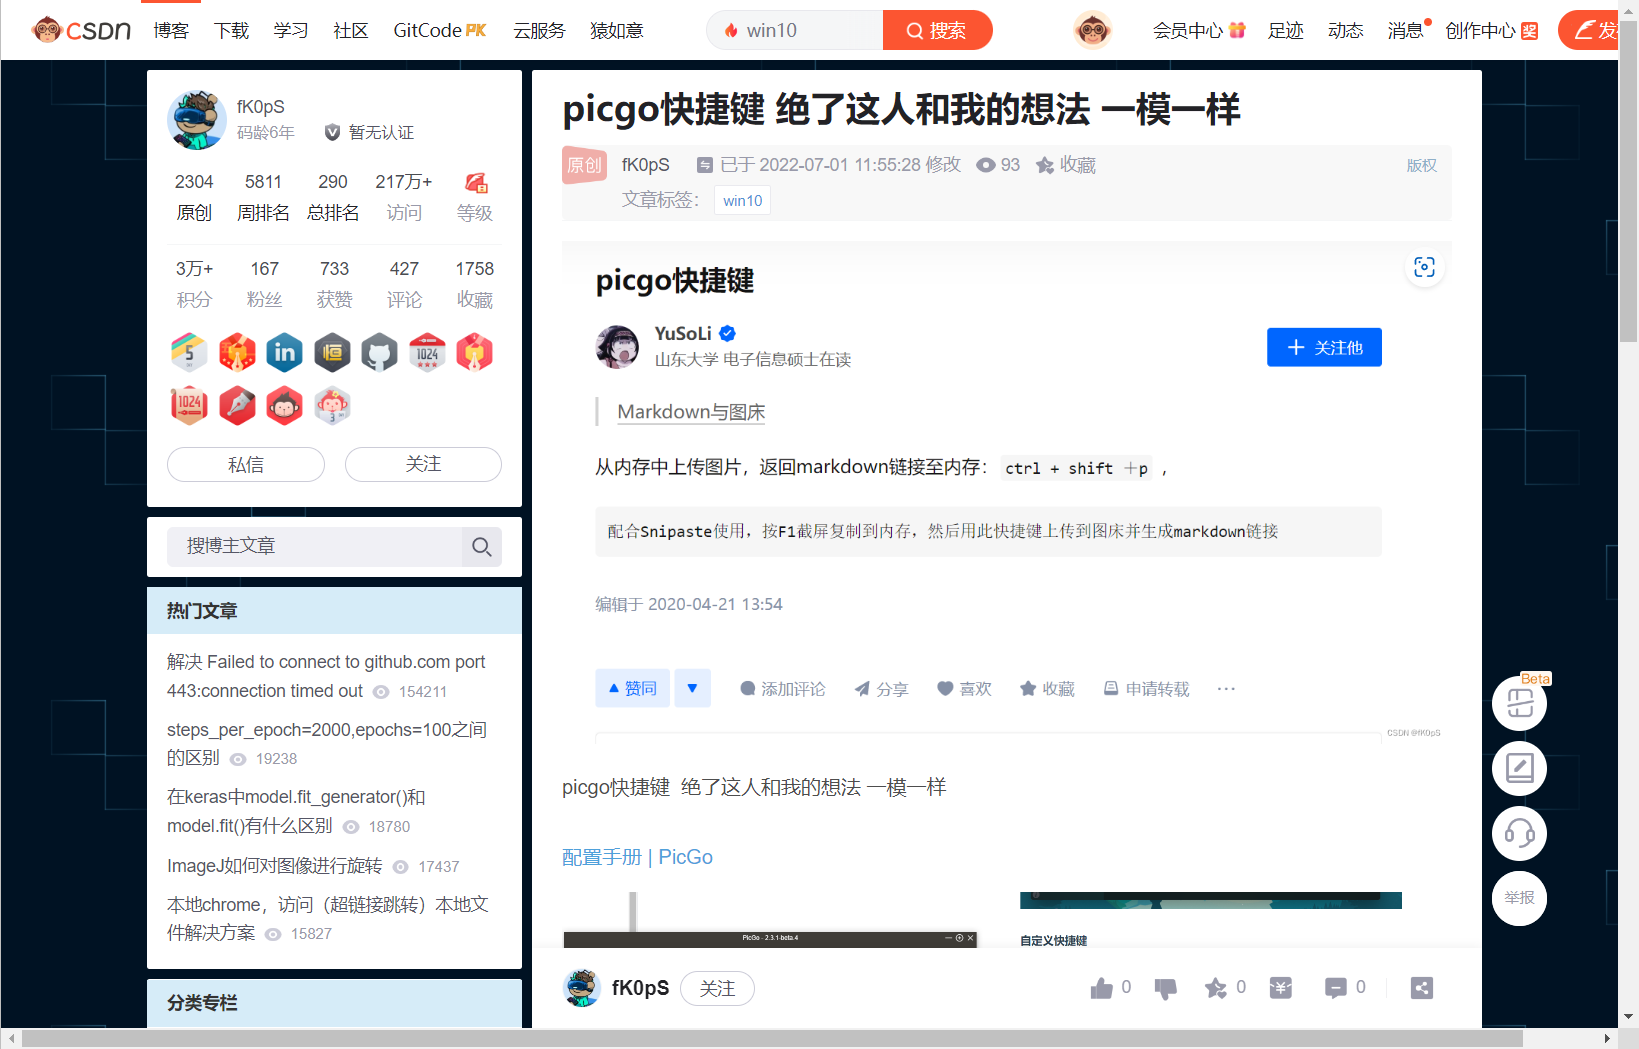 CSDN 博客 下载 学习 社区 GitCode PK 云服务 猿如意 win10 搜索 会员中心 足迹 动态 消息 创作中心 奖
fK0pS
码龄6年 暂无认证
2304 5811 290 217万+
原创 周排名 总排名 访问 等级
3万+ 167 733 427 1758
积分 粉丝 获赞 评论 收藏
私信 关注
搜博主文章
热门文章
解决 Failed to connect to github.com port
443:connection timed out 154211
steps_per_epoch=2000,epochs=100之间
的区别 19238
在keras中model.fit_generator()和
model.fit()有什么区别 18780
ImageJ如何对图像进行旋转 17437
本地chrome，访问（超链接跳转）本地文
件解决方案 15827
分类专栏
picgo快捷键 绝了这人和我的想法 一模一样
原创 fK0pS 已于 2022-07-01 11:55:28 修改 93 收藏 版权
文章标签： win10
picgo快捷键
YuSoLi
山东大学 电子信息硕士在读
+ 关注他
Markdown与图床
从内存中上传图片，返回markdown链接至内存： ctrl + shift +p ，
配合Snipaste使用，按F1截屏复制到内存，然后用此快捷键上传到图床并生成markdown链接
编辑于 2020-04-21 13:54
赞同 添加评论 分享 喜欢 收藏 申请转载 ···
CSDN @fK0pS
picgo快捷键 绝了这人和我的想法 一模一样
配置手册 | PicGo
PicGo - 2.3.1-beta.4
自定义快捷键
fK0pS 关注 0 0 0
Beta
举报